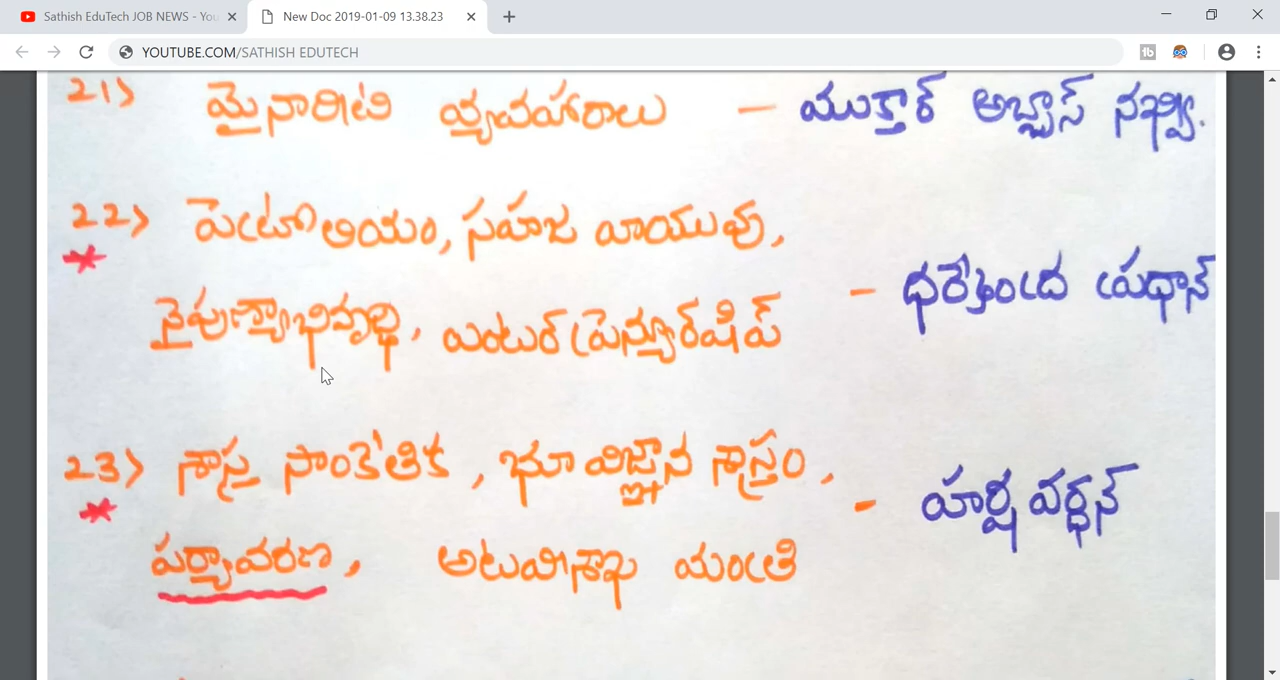 Sathish EduTech JOB NEWS - You
New Doc 2019-01-09 13.38.23
YOUTUBE.COM/SATHISH EDUTECH
21) మైనారిటి వ్యవహారాలు - ముక్తార్ అబ్బాస్ నఖ్వి.
22) పెట్రోలియం, సహజ వాయువు,
నైపుణ్యాభివృద్ధి, ఎంటర్‌ప్రెన్యూర్‌షిప్ - ధర్మేంద్ర ప్రధాన్
23) శాస్త్ర సాంకేతిక, భూ విజ్ఞాన శాస్త్రం,
పర్యావరణ, అటవీశాఖ మంత్రి - హర్ష వర్ధన్